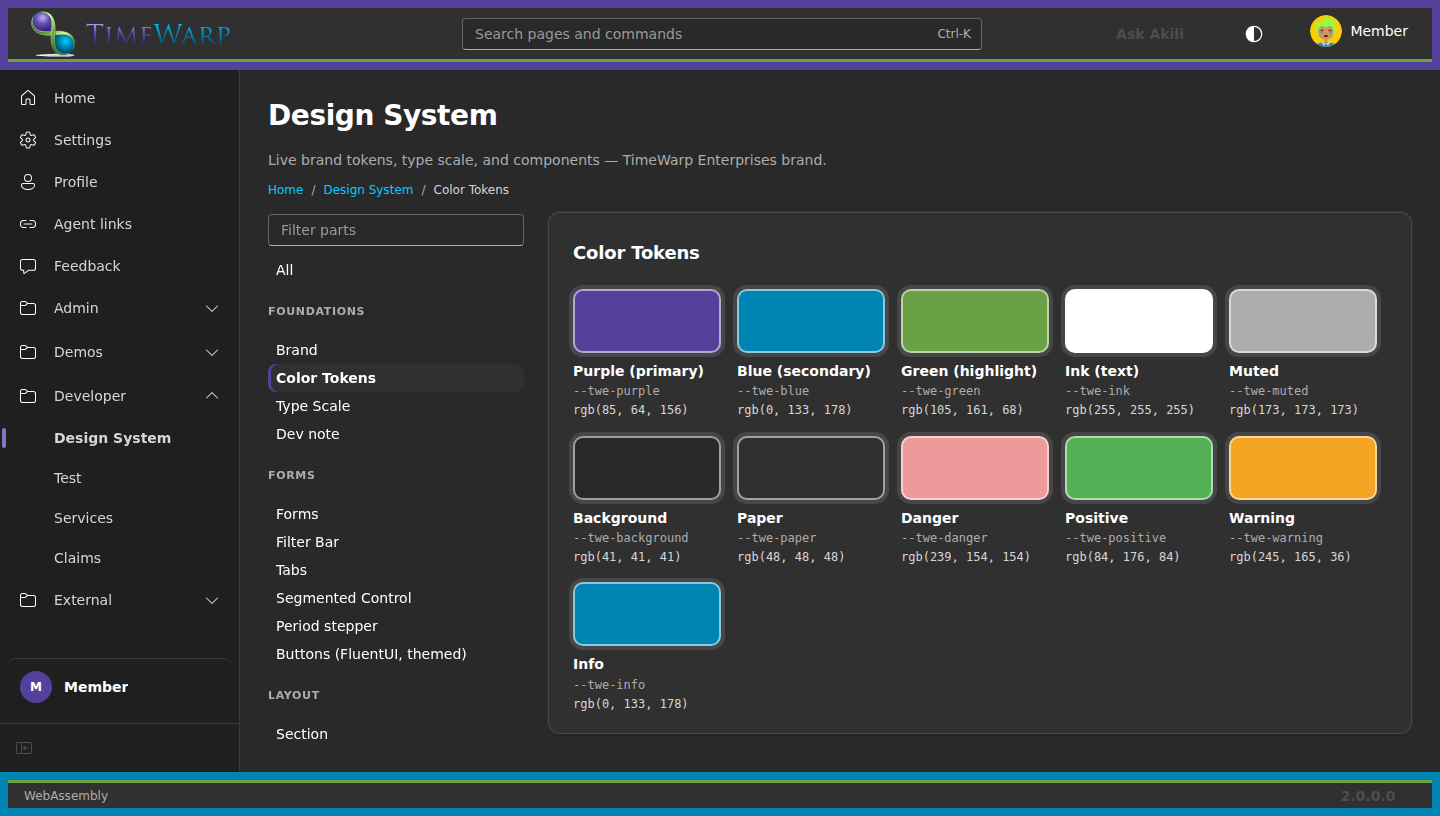 TIMEWARP
Search pages and commands
Ctrl-K
Ask Akili
Member
Home
Settings
Profile
Agent links
Feedback
Admin
Demos
Developer
Design System
Test
Services
Claims
External
M
Member
Design System
Live brand tokens, type scale, and components — TimeWarp Enterprises brand.
Home / Design System / Color Tokens
Filter parts
All
FOUNDATIONS
Brand
Color Tokens
Type Scale
Dev note
FORMS
Forms
Filter Bar
Tabs
Segmented Control
Period stepper
Buttons (FluentUI, themed)
LAYOUT
Section
Color Tokens
Purple (primary)
--twe-purple
rgb(85, 64, 156)
Blue (secondary)
--twe-blue
rgb(0, 133, 178)
Green (highlight)
--twe-green
rgb(105, 161, 68)
Ink (text)
--twe-ink
rgb(255, 255, 255)
Muted
--twe-muted
rgb(173, 173, 173)
Background
--twe-background
rgb(41, 41, 41)
Paper
--twe-paper
rgb(48, 48, 48)
Danger
--twe-danger
rgb(239, 154, 154)
Positive
--twe-positive
rgb(84, 176, 84)
Warning
--twe-warning
rgb(245, 165, 36)
Info
--twe-info
rgb(0, 133, 178)
WebAssembly
2.0.0.0